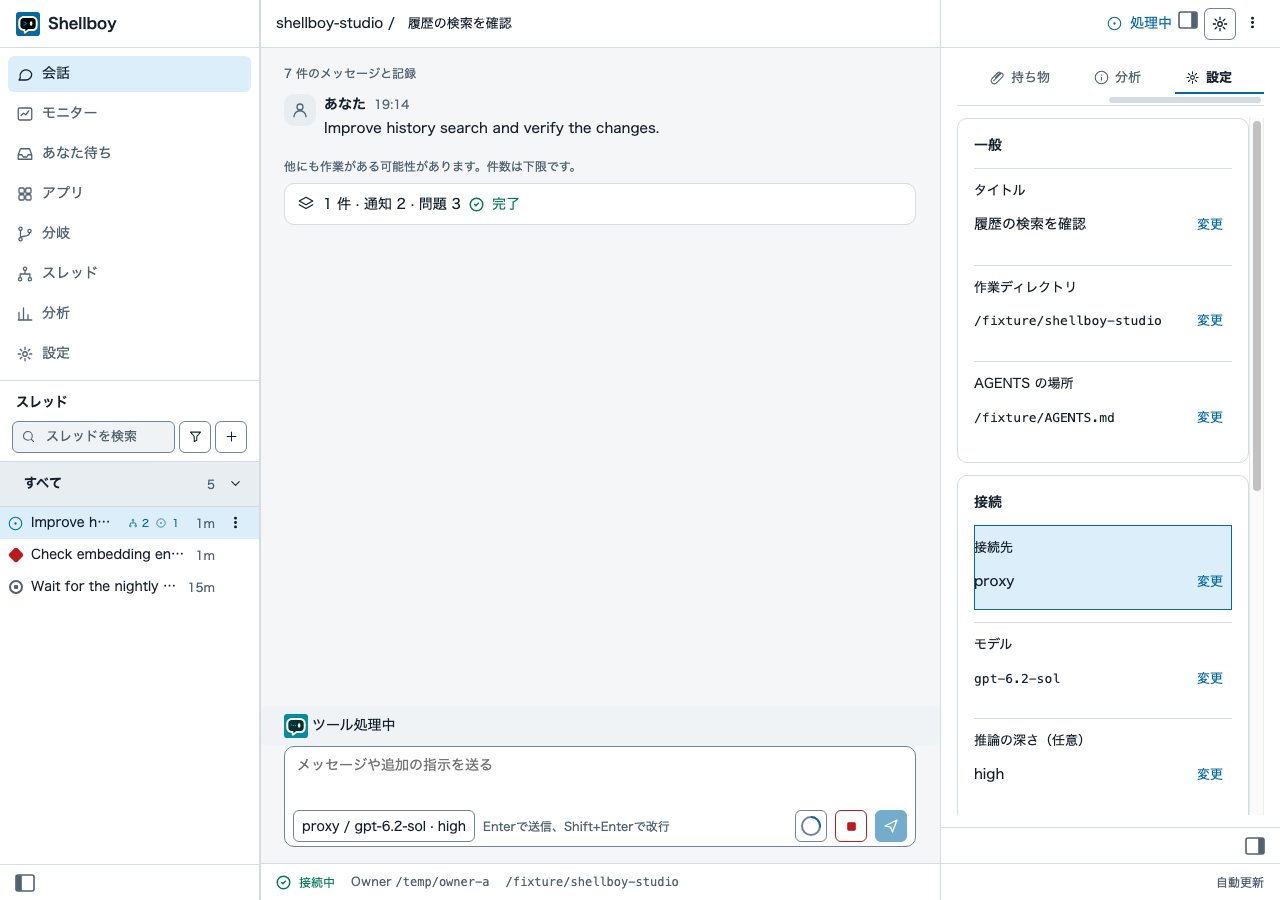 Shellboy
会話
モニター
あなた待ち
アプリ
分岐
スレッド
分析
設定
スレッド
スレッドを検索
すべて 5
Improve h··· 2 1 1m
Check embedding en··· 1m
Wait for the nightly ··· 15m
shellboy-studio / 履歴の検索を確認
処理中
7 件のメッセージと記録
あなた 19:14
Improve history search and verify the changes.
他にも作業がある可能性があります。件数は下限です。
1 件 · 通知 2 · 問題 3 完了
ツール処理中
メッセージや追加の指示を送る
proxy / gpt-6.2-sol · high Enterで送信、Shift+Enterで改行
接続中 Owner /temp/owner-a /fixture/shellboy-studio
持ち物 分析 設定
一般
タイトル
履歴の検索を確認 変更
作業ディレクトリ
/fixture/shellboy-studio 変更
AGENTS の場所
/fixture/AGENTS.md 変更
接続
接続先
proxy 変更
モデル
gpt-6.2-sol 変更
推論の深さ（任意）
high 変更
自動更新